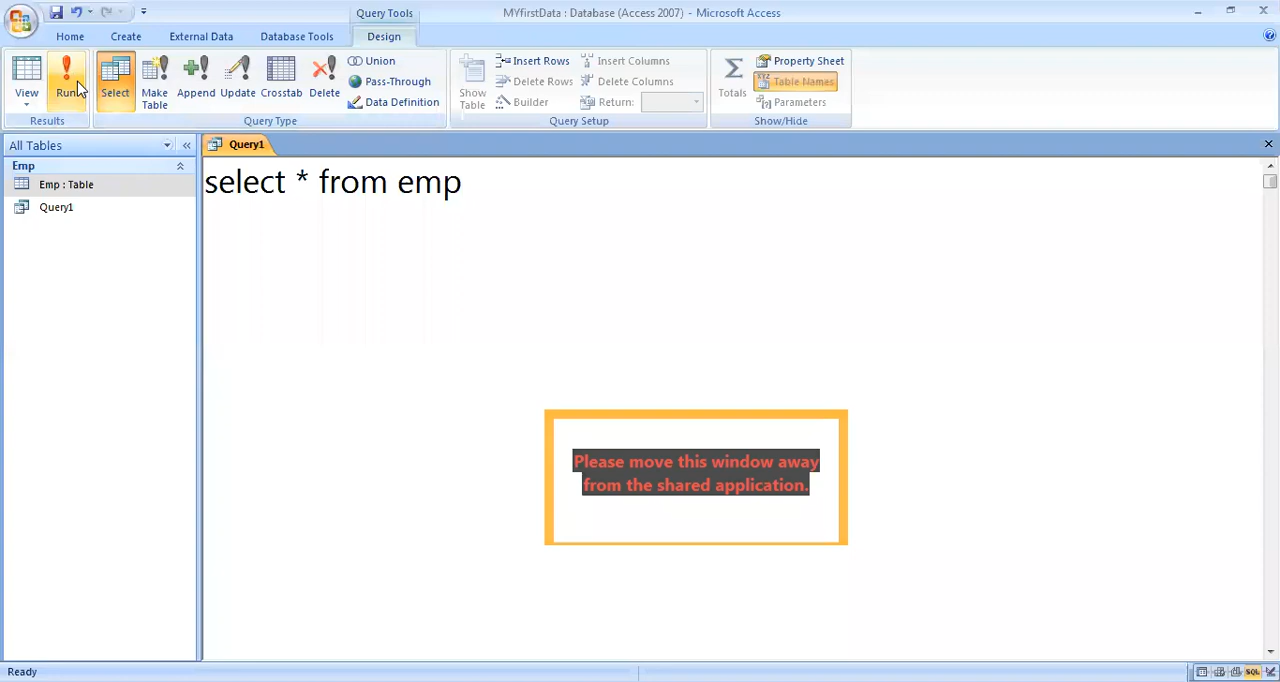 Query Tools
MYfirstData : Database (Access 2007) - Microsoft Access
Home
Create
External Data
Database Tools
Design
View
Run
Results
Select
Make
Table
Append
Update
Crosstab
Delete
Union
Pass-Through
Data Definition
Query Type
Show
Table
Insert Rows
Delete Rows
Builder
Insert Columns
Delete Columns
Return:
Query Setup
Totals
Property Sheet
Table Names
Parameters
Show/Hide
All Tables
Emp
Emp : Table
Query1
Query1
select * from emp
Please move this window away
from the shared application.
Ready
SQL